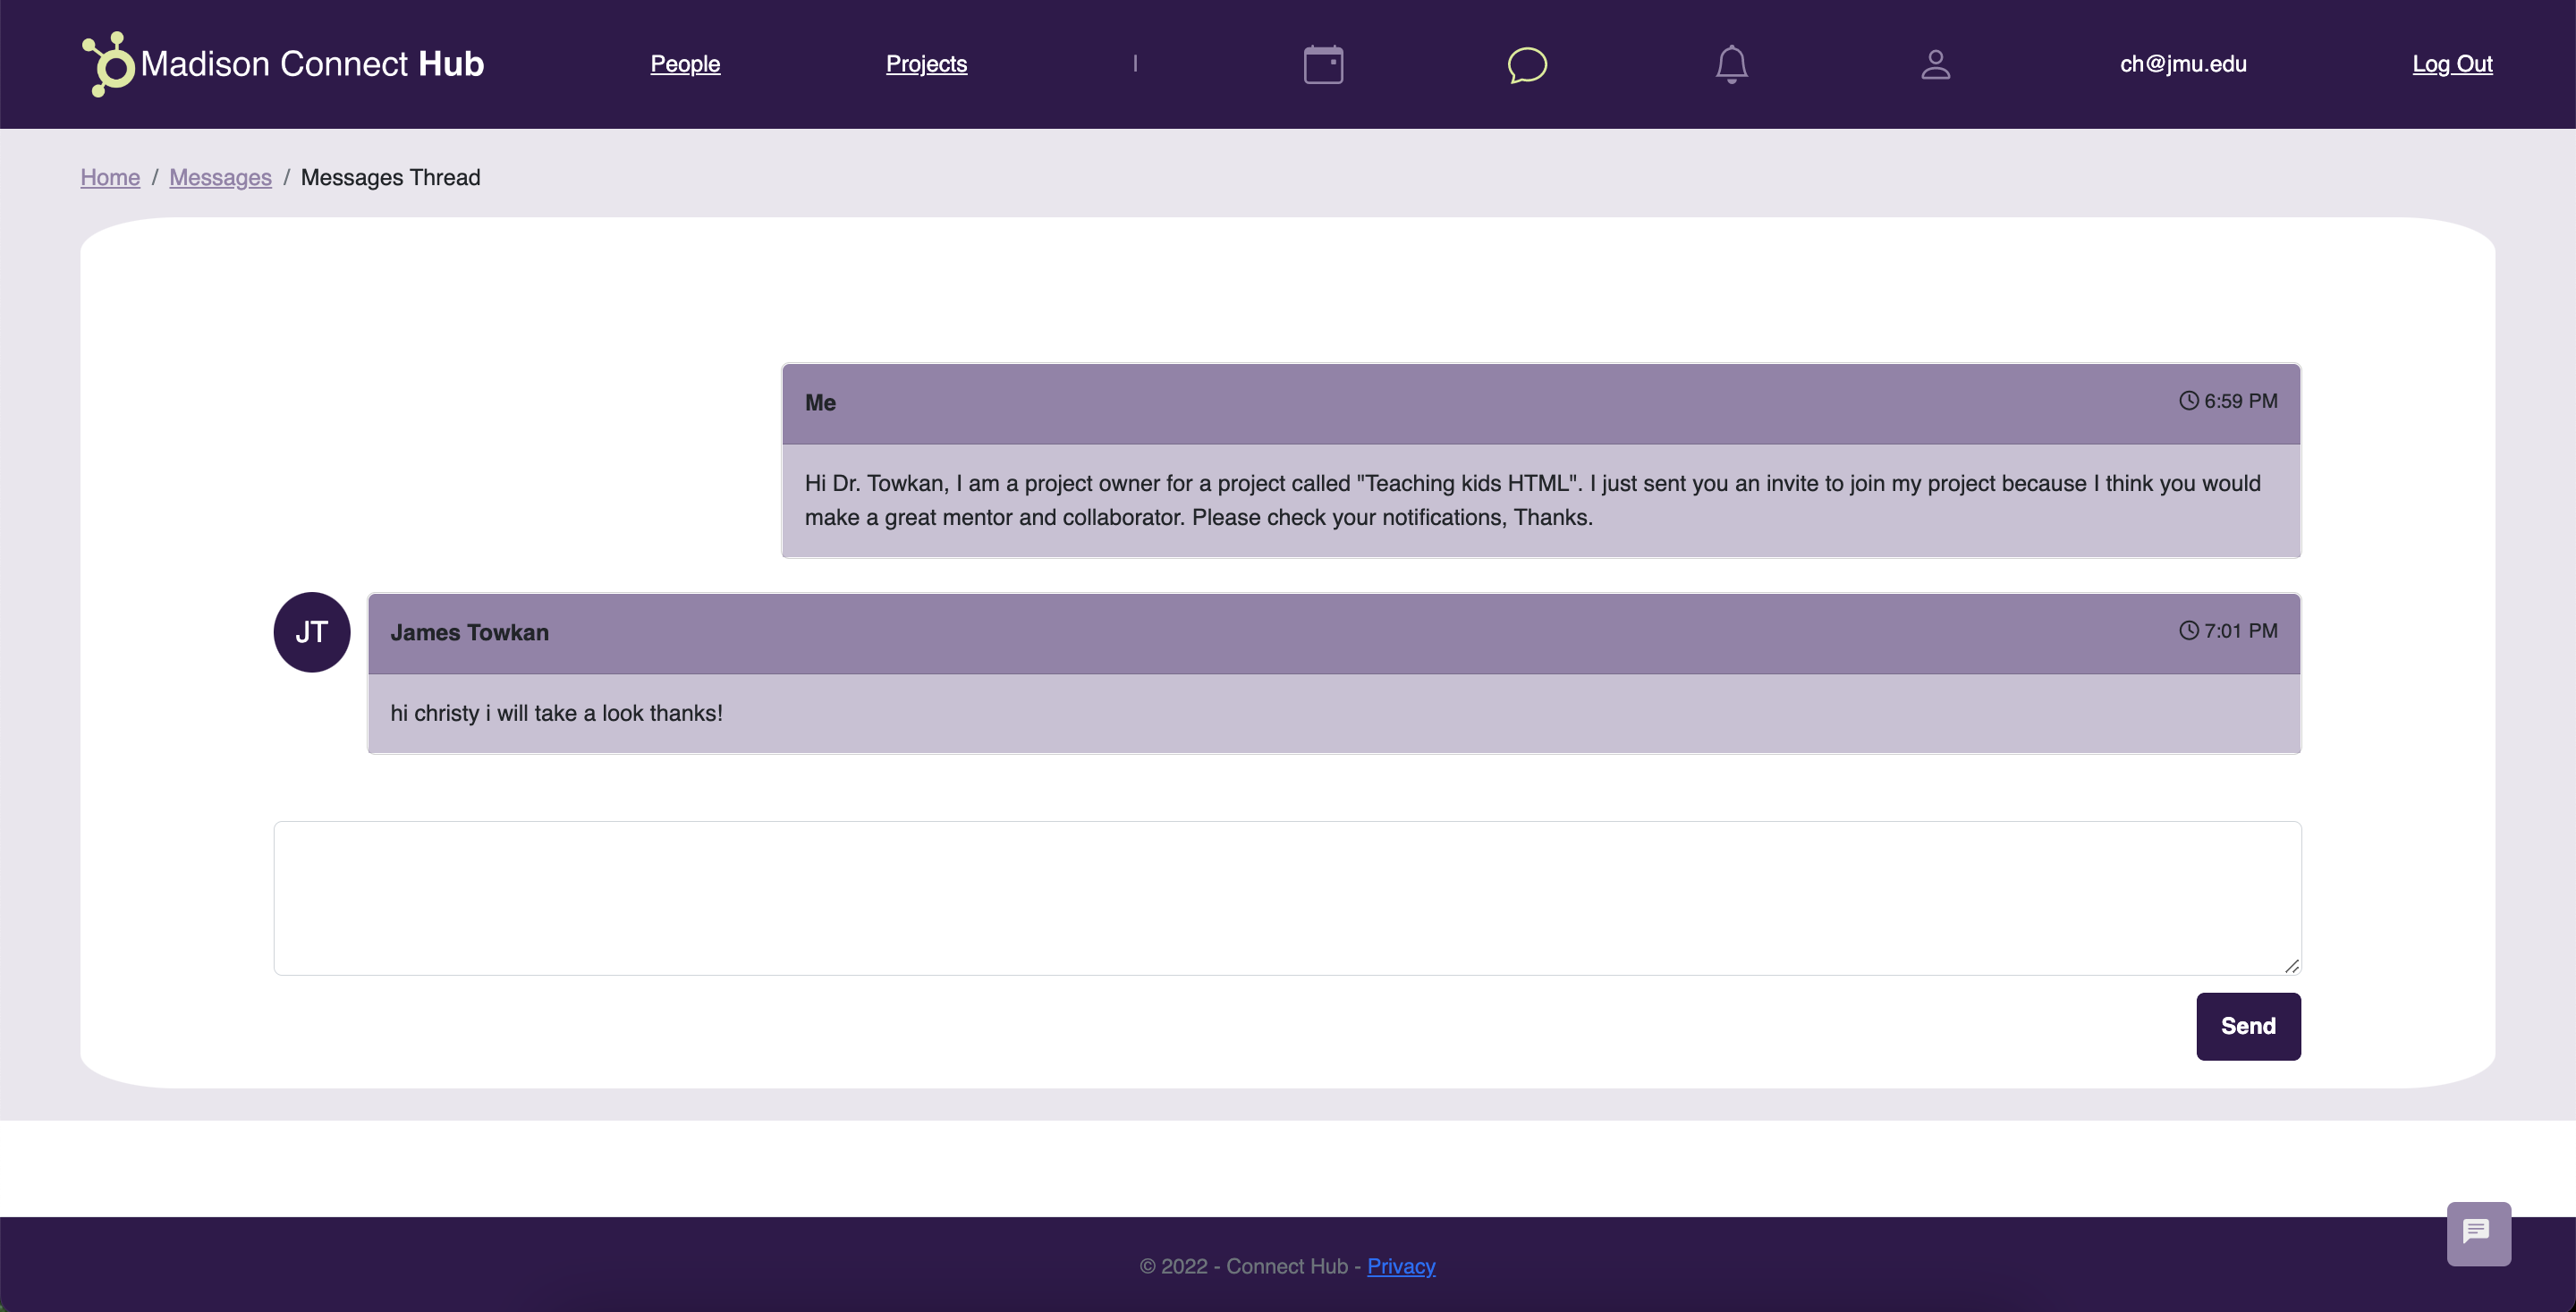 Madison Connect Hub People Projects | ch@jmu.edu Log Out
Home / Messages / Messages Thread
Me 6:59 PM
Hi Dr. Towkan, I am a project owner for a project called "Teaching kids HTML". I just sent you an invite to join my project because I think you would
make a great mentor and collaborator. Please check your notifications, Thanks.
JT James Towkan 7:01 PM
hi christy i will take a look thanks!
Send
© 2022 - Connect Hub - Privacy